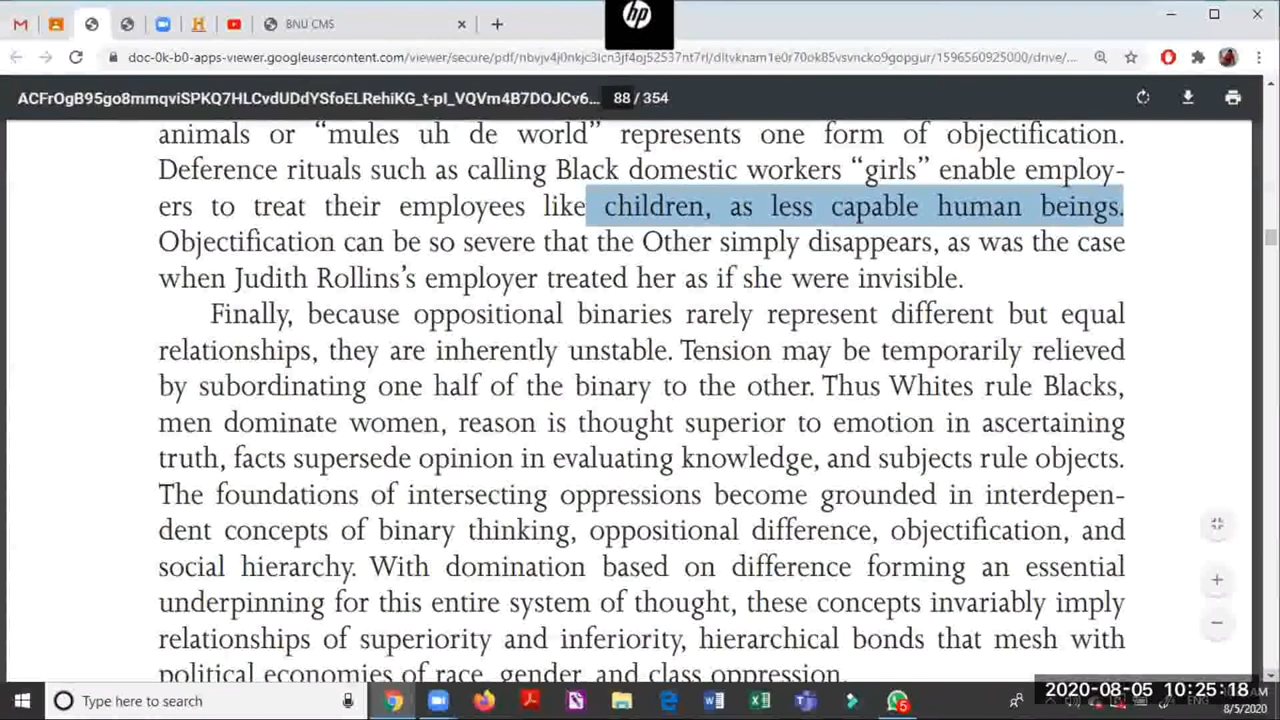 BNU CMS
hp
doc-0k-b0-apps-viewer.googleusercontent.com/viewer/secure/pdf/
ACFrOgB95go8mmqviSPKQ7HLCvdUDdYSfoELRehiKG_t-pI_VQVm4B7DOJCv6... 88 / 354
animals or “mules uh de world” represents one form of objectification.
Deference rituals such as calling Black domestic workers “girls” enable employ-
ers to treat their employees like children, as less capable human beings.
Objectification can be so severe that the Other simply disappears, as was the case
when Judith Rollins’s employer treated her as if she were invisible.
Finally, because oppositional binaries rarely represent different but equal
relationships, they are inherently unstable. Tension may be temporarily relieved
by subordinating one half of the binary to the other. Thus Whites rule Blacks,
men dominate women, reason is thought superior to emotion in ascertaining
truth, facts supersede opinion in evaluating knowledge, and subjects rule objects.
The foundations of intersecting oppressions become grounded in interdepen-
dent concepts of binary thinking, oppositional difference, objectification, and
social hierarchy. With domination based on difference forming an essential
underpinning for this entire system of thought, these concepts invariably imply
relationships of superiority and inferiority, hierarchical bonds that mesh with
political economies of race, gender, and class oppression.
Type here to search
2020-08-05 10:25:18
8/5/2020